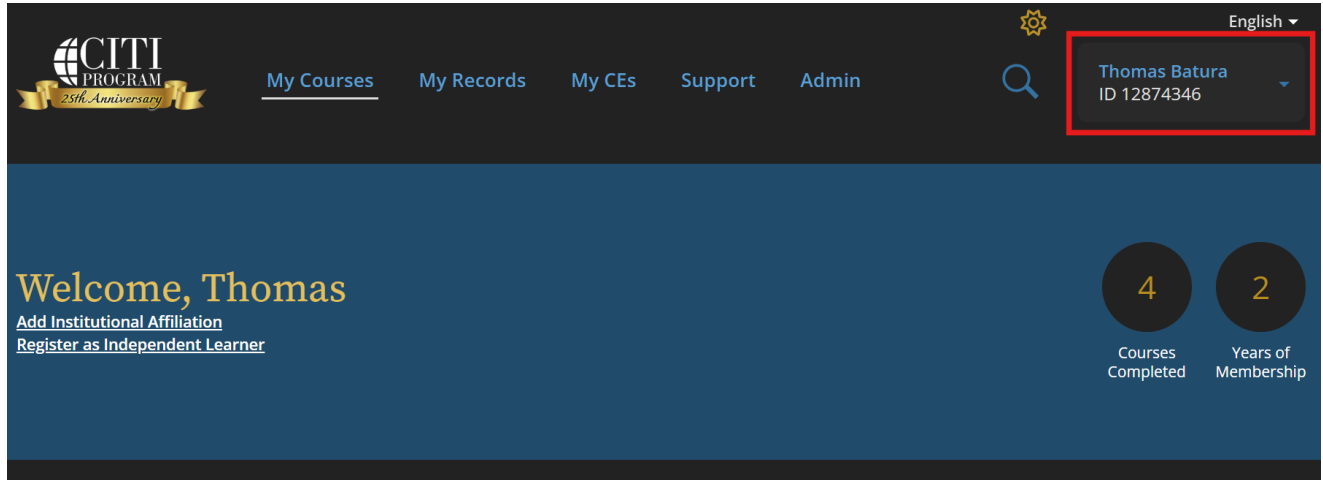 CITI
PROGRAM
25th Anniversary
My Courses
My Records
My CEs
Support
Admin
English
Thomas Batura
ID 12874346
Welcome, Thomas
Add Institutional Affiliation
Register as Independent Learner
4
Courses
Completed
2
Years of
Membership